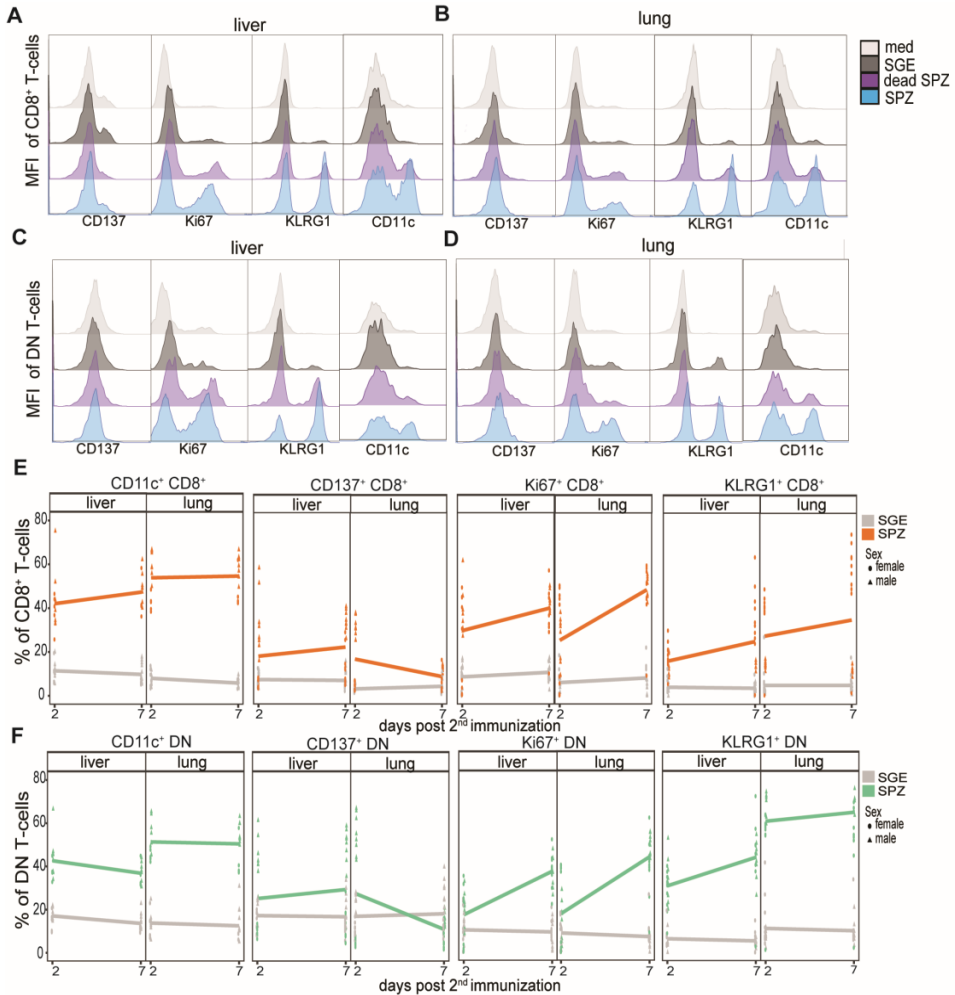 A
liver
B
lung
med
SGE
dead SPZ
SPZ
MFI of CD8⁺ T-cells
CD137 Ki67 KLRG1 CD11c
CD137 Ki67 KLRG1 CD11c
C
liver
D
lung
MFI of DN T-cells
CD137 Ki67 KLRG1 CD11c
CD137 Ki67 KLRG1 CD11c
E
CD11c⁺ CD8⁺ CD137⁺ CD8⁺ Ki67⁺ CD8⁺ KLRG1⁺ CD8⁺
liver lung liver lung liver lung liver lung
SGE
SPZ
Sex
female
male
% of CD8⁺ T-cells
80
60
40
20
0
2 7 2 7 2 7 2 7 2 7 2 7 2 7 2 7
days post 2ⁿᵈ immunization
F
CD11c⁺ DN CD137⁺ DN Ki67⁺ DN KLRG1⁺ DN
liver lung liver lung liver lung liver lung
SGE
SPZ
Sex
female
male
% of DN T-cells
80
60
40
20
0
2 7 2 7 2 7 2 7 2 7 2 7 2 7 2 7
days post 2ⁿᵈ immunization